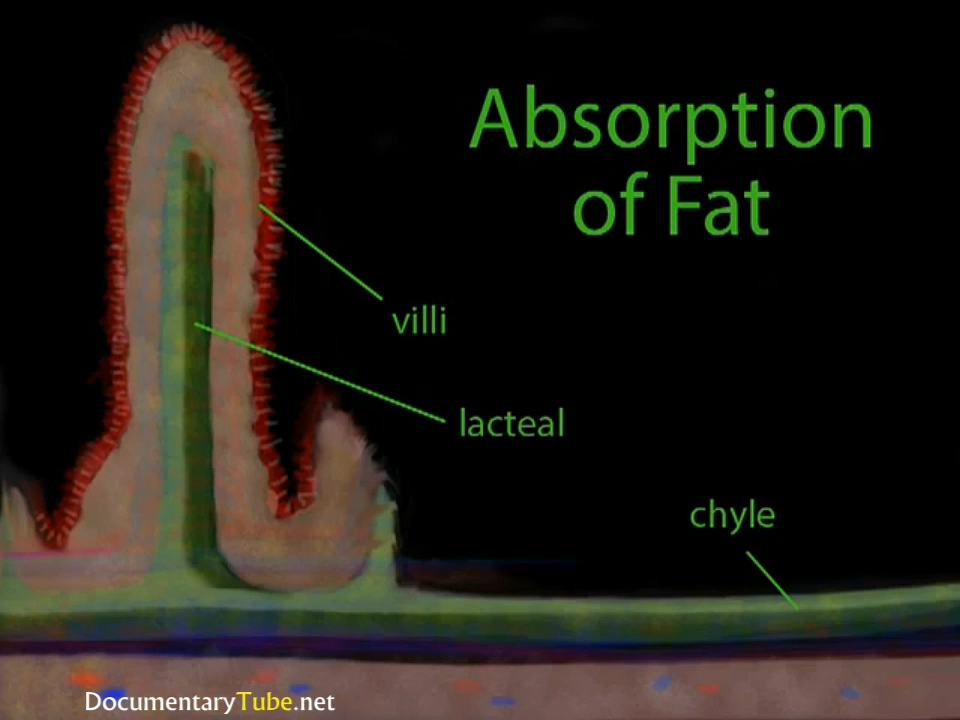 Absorption
of Fat
villi
lacteal
chyle
DocumentaryTube.net